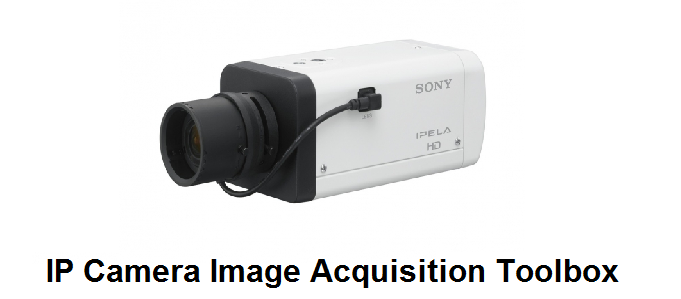 SONY
IPELA
HD
IP Camera Image Acquisition Toolbox